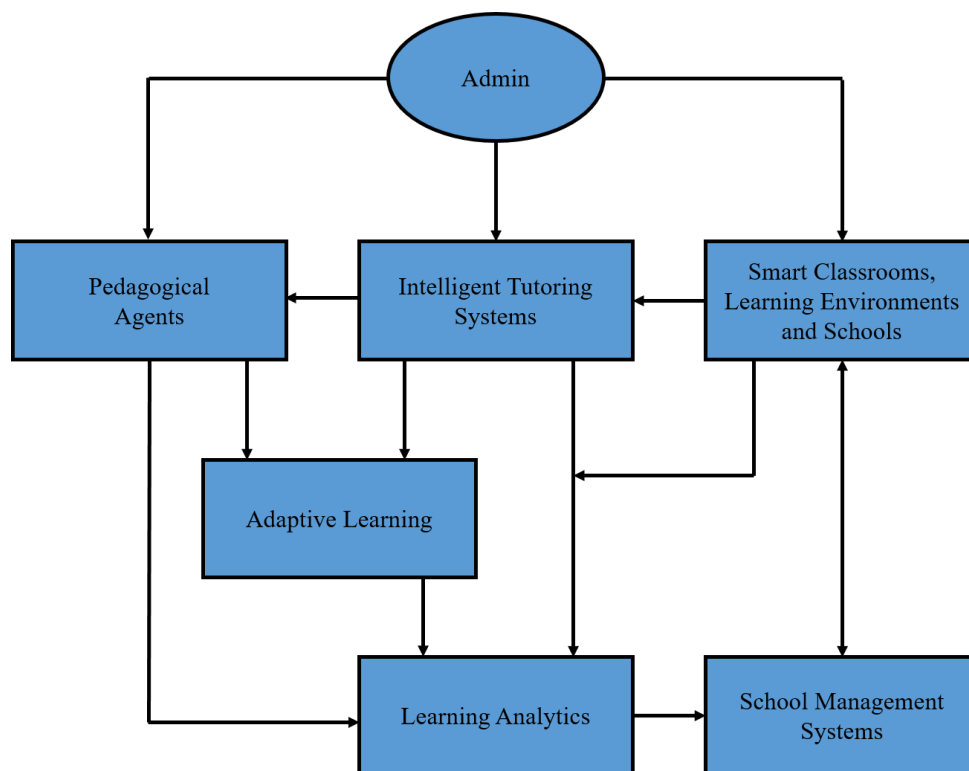 Admin
Pedagogical
Agents
Intelligent Tutoring
Systems
Smart Classrooms,
Learning Environments
and Schools
Adaptive Learning
Learning Analytics
School Management
Systems